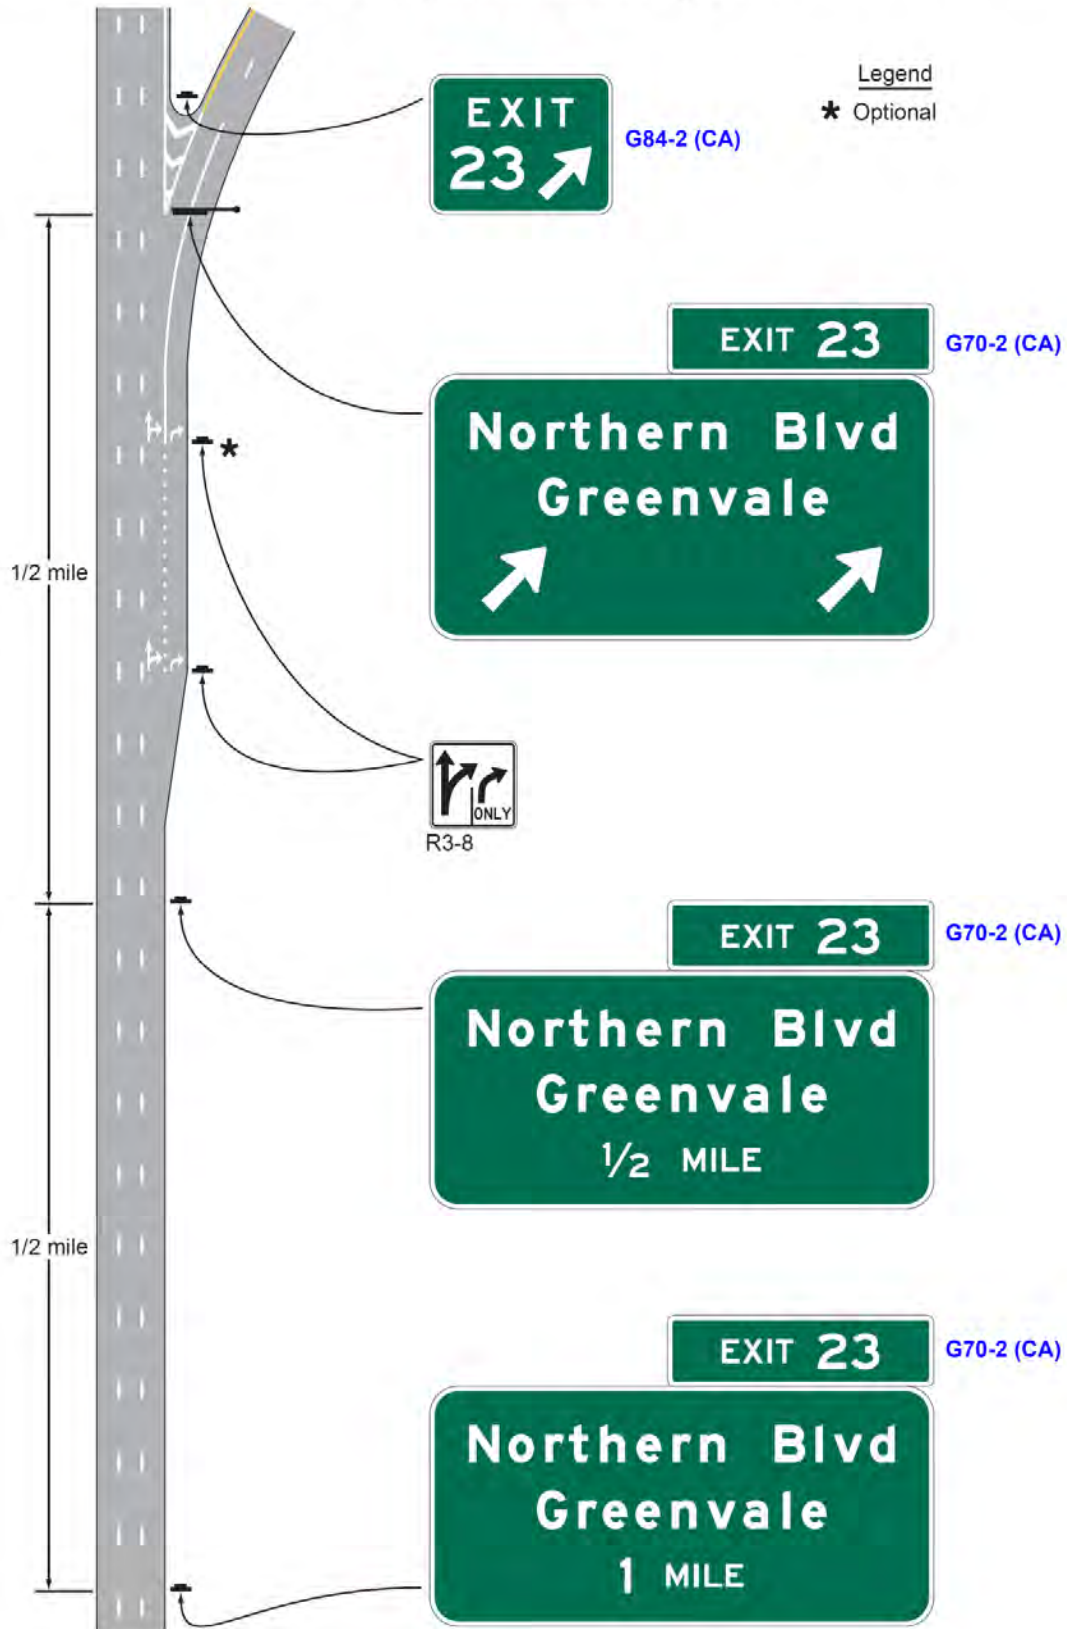 Legend
* Optional
EXIT
23
G84-2 (CA)
EXIT 23
G70-2 (CA)
Northern Blvd
Greenvale
1/2 mile
ONLY
R3-8
EXIT 23
G70-2 (CA)
Northern Blvd
Greenvale
1/2 MILE
1/2 mile
EXIT 23
G70-2 (CA)
Northern Blvd
Greenvale
1 MILE